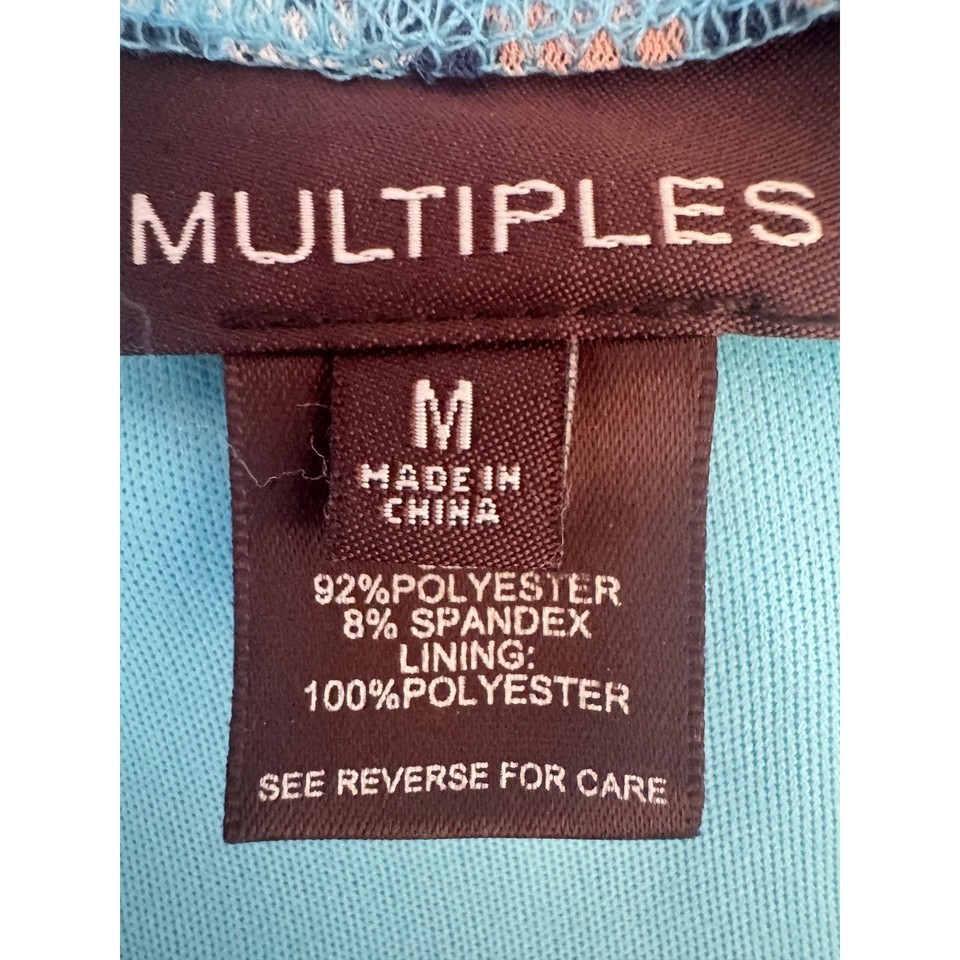 MULTIPLES
M
MADE IN
CHINA
92%POLYESTER
8% SPANDEX
LINING:
100%POLYESTER
SEE REVERSE FOR CARE